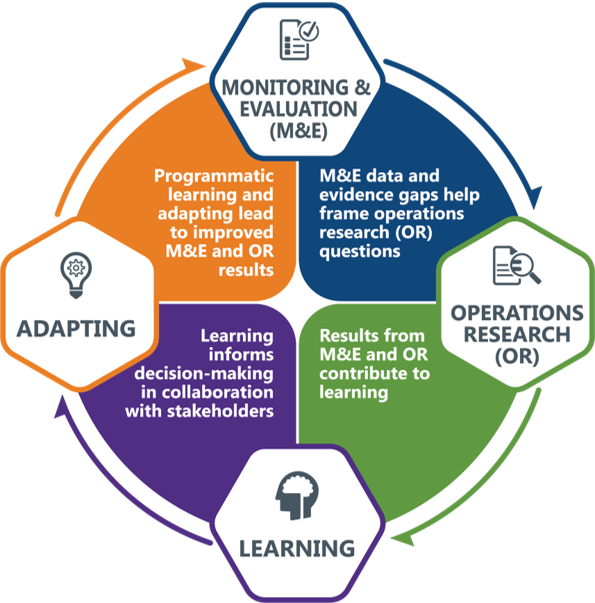 MONITORING &
EVALUATION
(M&E)
Programmatic
learning and
adapting lead
to improved
M&E and OR
results
M&E data and
evidence gaps help
frame operations
research (OR)
questions
ADAPTING
OPERATIONS
RESEARCH
(OR)
Learning
informs
decision-making
in collaboration
with stakeholders
Results from
M&E and OR
contribute to
learning
LEARNING